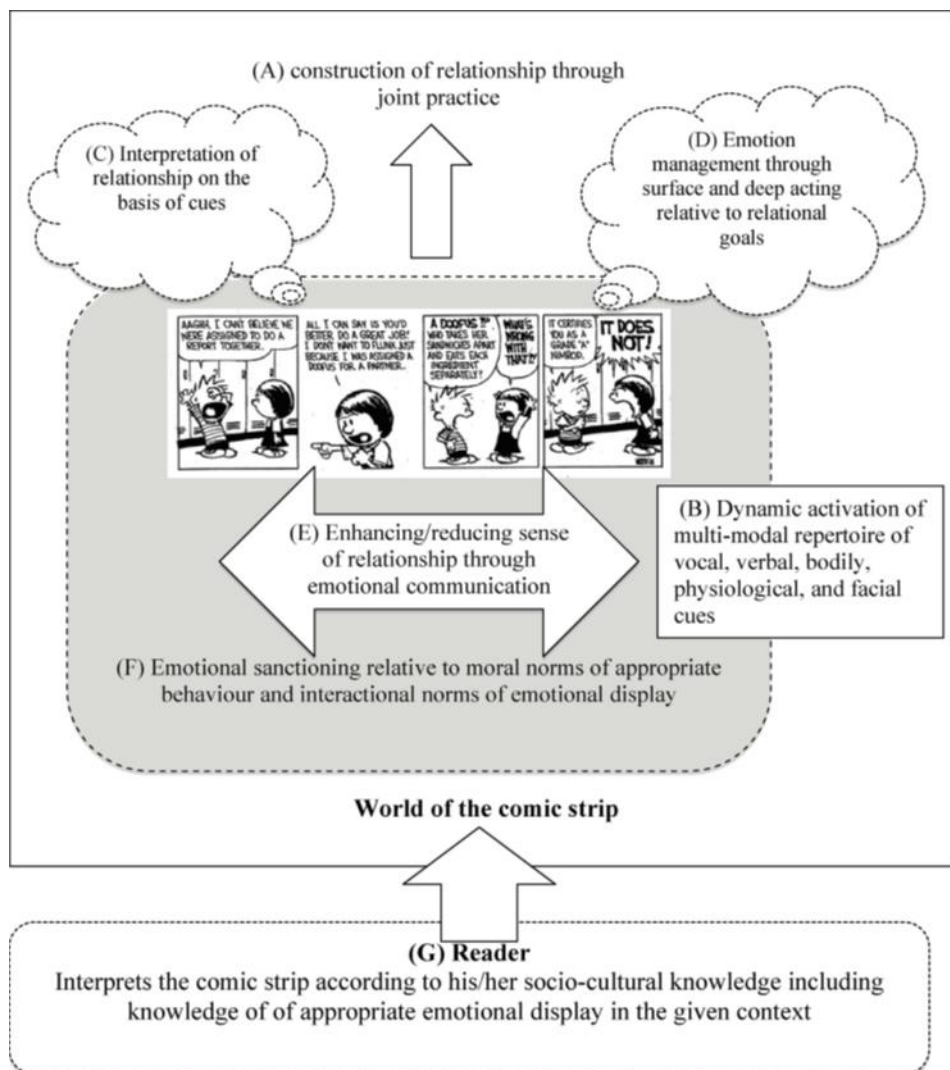 (A) construction of relationship through
joint practice
(C) Interpretation of
relationship on the
basis of cues
(D) Emotion
management through
surface and deep acting
relative to relational
goals
AAGHH, I CAN'T BELIEVE WE
WERE ASSIGNED TO DO A
REPORT TOGETHER.
ALL I CAN SAY IS YOU'D
BETTER DO A GREAT JOB!
I DON'T WANT TO FLUNK JUST
BECAUSE I WAS ASSIGNED A
DOOFUS FOR A PARTNER.
A DOOFUS?!?
WHO TAKES HER
SANDWICHES APART
AND EATS EACH
INGREDIENT
SEPARATELY?
WHAT'S
WRONG
WITH
THAT?!
IT CERTIFIES
YOU AS A
GRADE "A"
NIMROD.
IT DOES
NOT!
(E) Enhancing/reducing sense
of relationship through
emotional communication
(B) Dynamic activation of
multi-modal repertoire of
vocal, verbal, bodily,
physiological, and facial
cues
(F) Emotional sanctioning relative to moral norms of appropriate
behaviour and interactional norms of emotional display
World of the comic strip
(G) Reader
Interprets the comic strip according to his/her socio-cultural knowledge including
knowledge of of appropriate emotional display in the given context